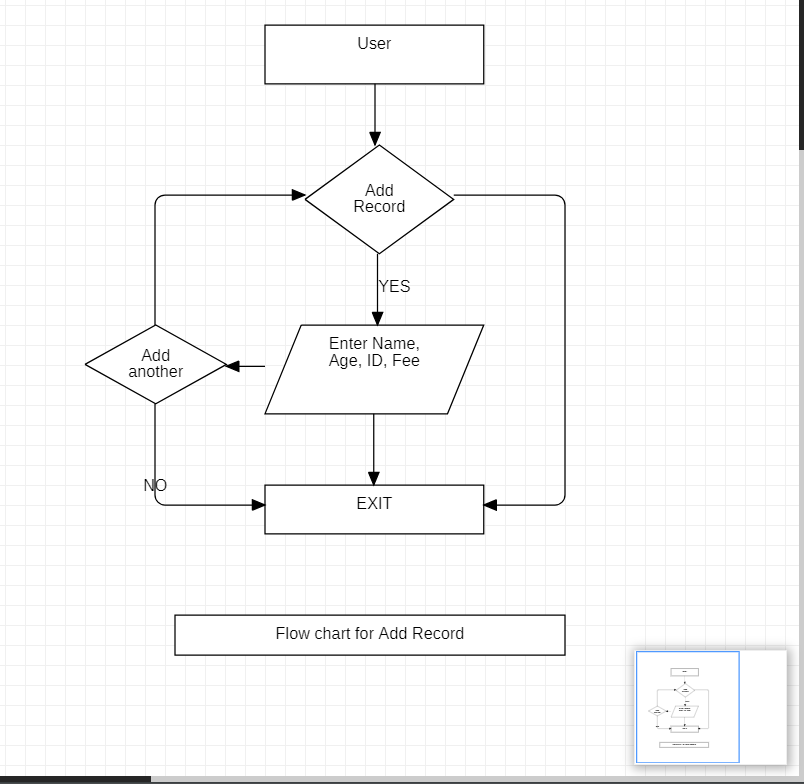 User
Add
Record
YES
Enter Name,
Age, ID, Fee
Add
another
NO
EXIT
Flow chart for Add Record